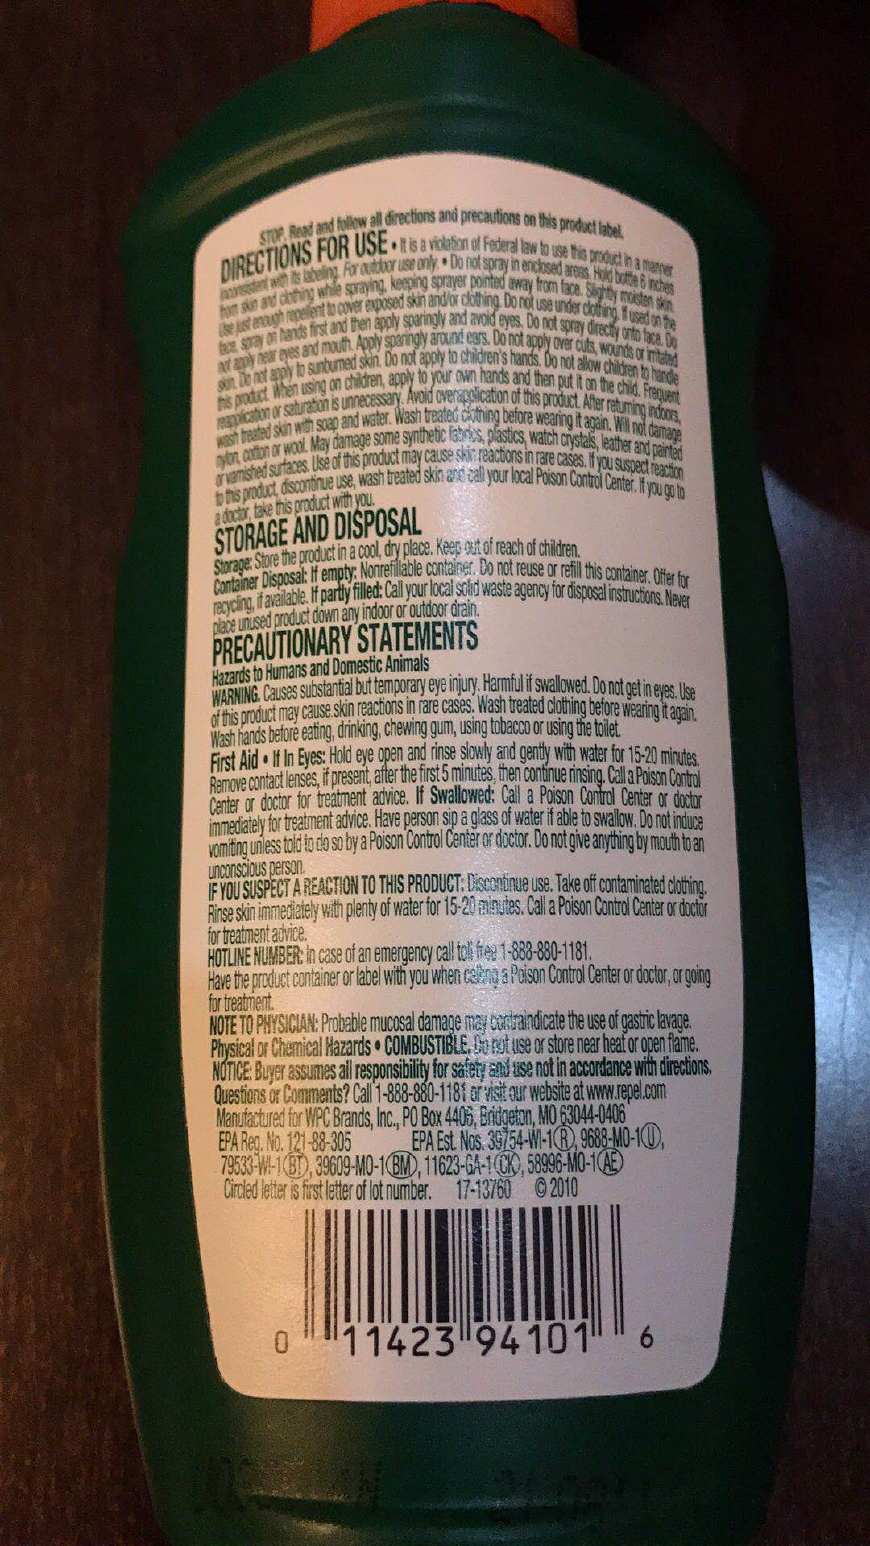 STOP. Read and follow all directions and precautions on this product label.
DIRECTIONS FOR USE • It is a violation of Federal law to use this product in a manner
inconsistent with its labeling. For outdoor use only. • Do not spray in enclosed areas. Hold bottle 6 inches
from skin and clothing while spraying, keeping sprayer pointed away from face. Slightly moisten skin.
Use just enough repellent to cover exposed skin and/or clothing. Do not use under clothing. If used on the
face, spray on hands first and then apply sparingly and avoid eyes. Do not spray directly onto face. Do
not apply near eyes and mouth. Apply sparingly around ears. Do not apply over cuts, wounds or irritated
skin. Do not apply to sunburned skin. Do not apply to children's hands. Do not allow children to handle
this product. When using on children, apply to your own hands and then put it on the child. Frequent
reapplication or saturation is unnecessary. Avoid overapplication of this product. After returning indoors,
wash treated skin with soap and water. Wash treated clothing before wearing it again. Will not damage
nylon, cotton or wool. May damage some synthetic fabrics, plastics, watch crystals, leather and painted
or varnished surfaces. Use of this product may cause skin reactions in rare cases. If you suspect reaction
to this product, discontinue use, wash treated skin and call your local Poison Control Center. If you go to
a doctor, take this product with you.
STORAGE AND DISPOSAL
Storage: Store the product in a cool, dry place. Keep out of reach of children.
Container Disposal: If empty: Nonrefillable container. Do not reuse or refill this container. Offer for
recycling, if available. If partly filled: Call your local solid waste agency for disposal instructions. Never
place unused product down any indoor or outdoor drain.
PRECAUTIONARY STATEMENTS
Hazards to Humans and Domestic Animals
WARNING. Causes substantial but temporary eye injury. Harmful if swallowed. Do not get in eyes. Use
of this product may cause skin reactions in rare cases. Wash treated clothing before wearing it again.
Wash hands before eating, drinking, chewing gum, using tobacco or using the toilet.
First Aid • If In Eyes: Hold eye open and rinse slowly and gently with water for 15-20 minutes.
Remove contact lenses, if present, after the first 5 minutes, then continue rinsing. Call a Poison Control
Center or doctor for treatment advice. If Swallowed: Call a Poison Control Center or doctor
immediately for treatment advice. Have person sip a glass of water if able to swallow. Do not induce
vomiting unless told to do so by a Poison Control Center or doctor. Do not give anything by mouth to an
unconscious person.
IF YOU SUSPECT A REACTION TO THIS PRODUCT: Discontinue use. Take off contaminated clothing.
Rinse skin immediately with plenty of water for 15-20 minutes. Call a Poison Control Center or doctor
for treatment advice.
HOTLINE NUMBER: In case of an emergency call toll free 1-888-880-1181.
Have the product container or label with you when calling a Poison Control Center or doctor, or going
for treatment.
NOTE TO PHYSICIAN: Probable mucosal damage may contraindicate the use of gastric lavage.
Physical or Chemical Hazards • COMBUSTIBLE. Do not use or store near heat or open flame.
NOTICE: Buyer assumes all responsibility for safety and use not in accordance with directions.
Questions or Comments? Call 1-888-880-1181 or visit our website at www.repel.com
Manufactured for WPC Brands, Inc., PO Box 4406, Bridgeton, MO 63044-0406
EPA Reg. No. 121-88-305 EPA Est. Nos. 39754-WI-1(R), 9688-MO-1(U),
79533-WI-1(BT), 39609-MO-1(BM), 11623-GA-1(CK), 58996-MO-1(AE)
Circled letter is first letter of lot number. 17-13760 © 2010
0 11423 94101 6